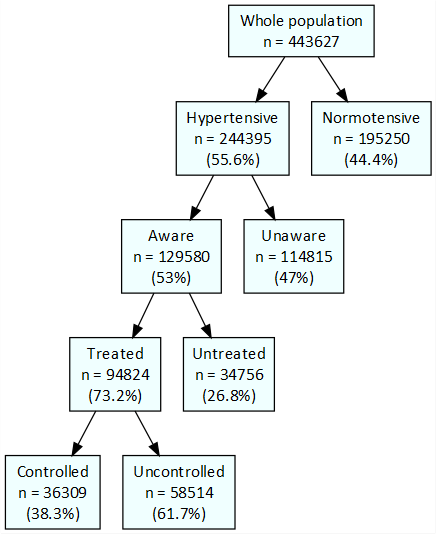 Whole population
n = 443627
Hypertensive
n = 244395
(55.6%)
Normotensive
n = 195250
(44.4%)
Aware
n = 129580
(53%)
Unaware
n = 114815
(47%)
Treated
n = 94824
(73.2%)
Untreated
n = 34756
(26.8%)
Controlled
n = 36309
(38.3%)
Uncontrolled
n = 58514
(61.7%)